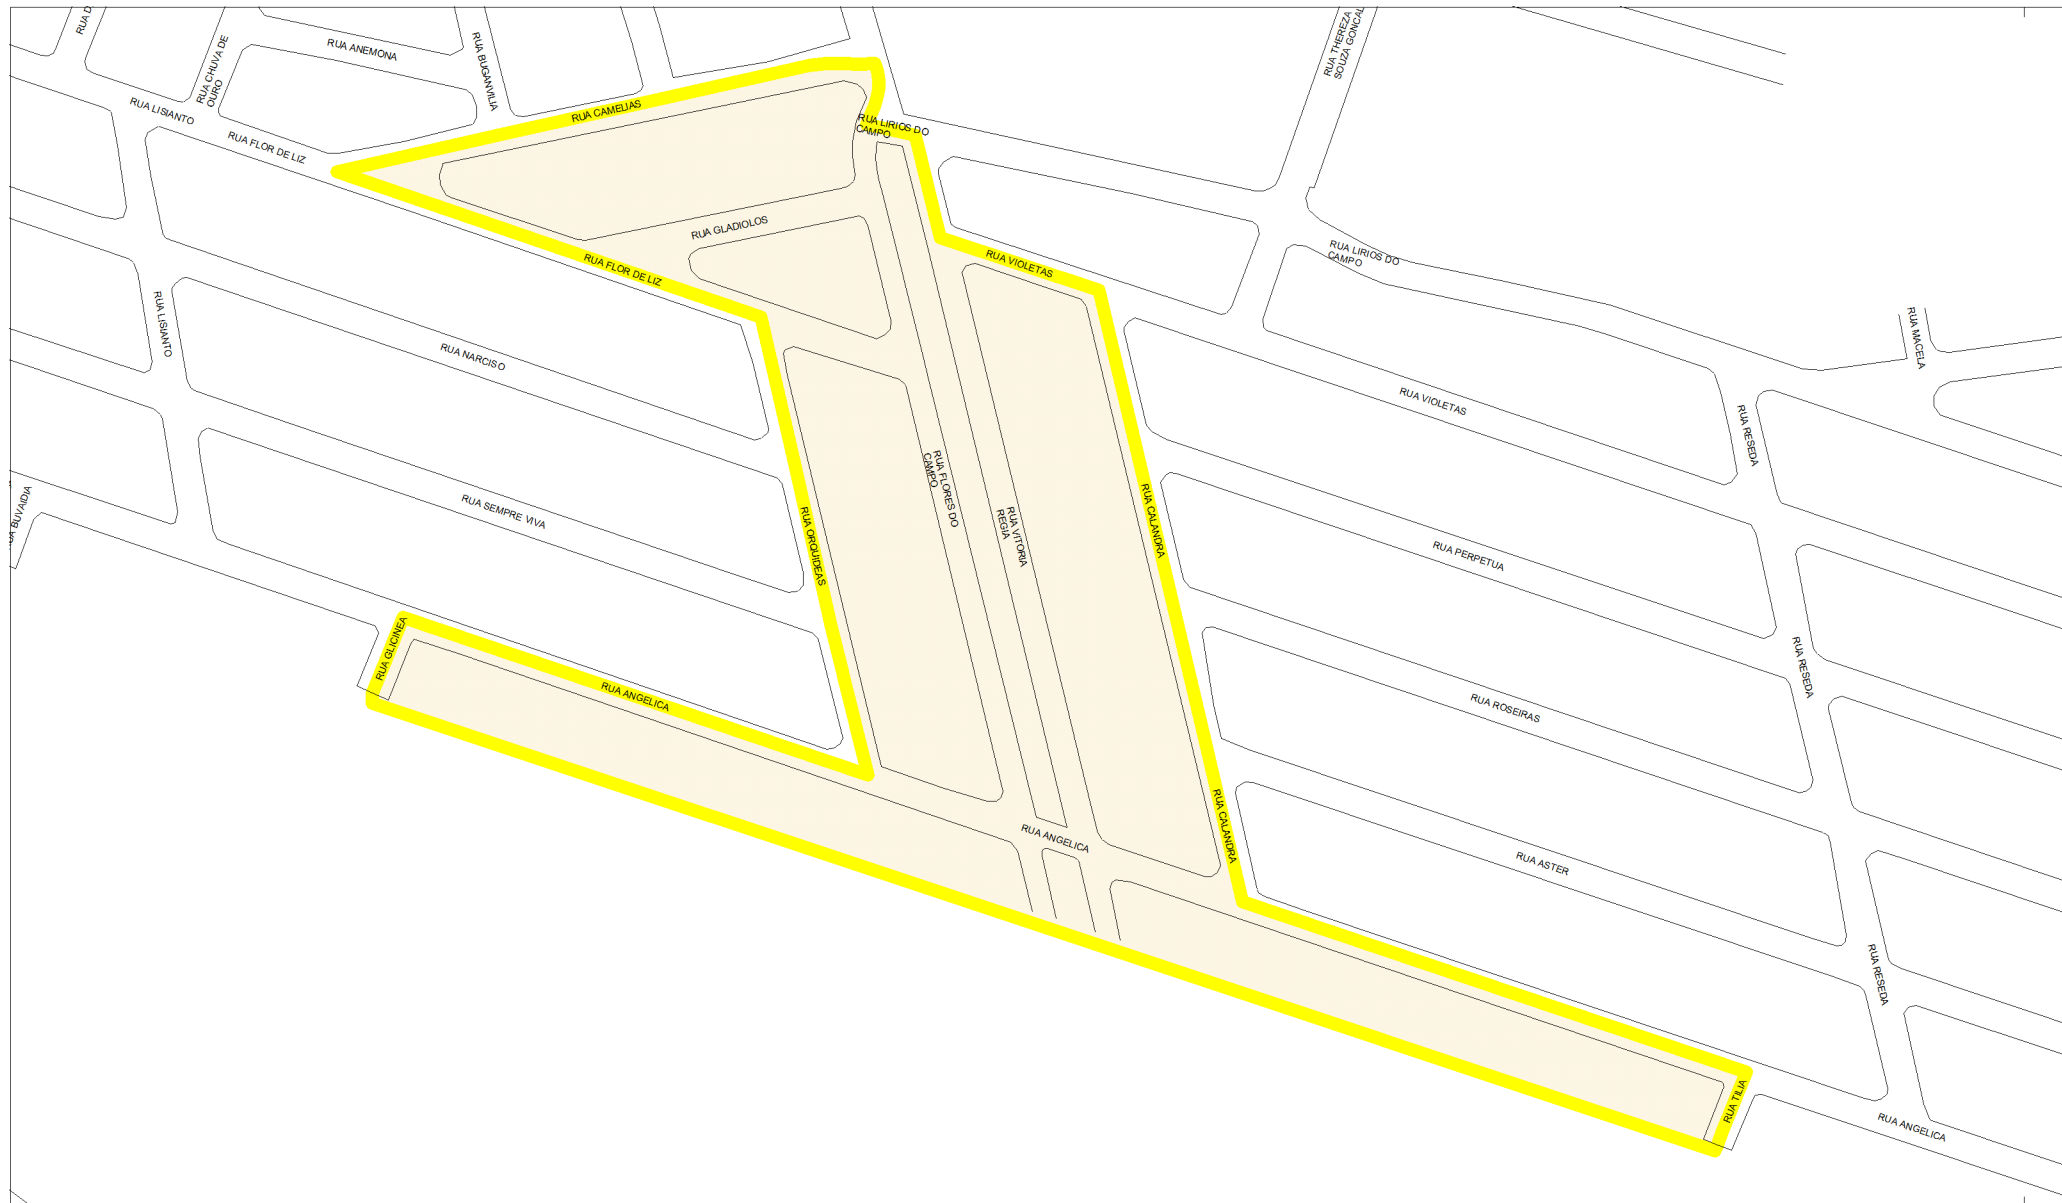 RUA D
RUA CHUVA DE
OURO
RUA ANEMONA
RUA BUGANVILIA
RUA THEREZA
SOUZA GONCAL
RUA LISIANTO
RUA FLOR DE LIZ
RUA CAMELIAS
RUA LIRIOS DO
CAMPO
RUA GLADIOLOS
RUA FLOR DE LIZ
RUA VIOLETAS
RUA LIRIOS DO
CAMPO
RUA LISIANTO
RUA NARCISO
RUA MACELA
RUA VIOLETAS
RUA RESEDA
RUA SEMPRE VIVA
RUA ORQUIDEAS
RUA FLORES DO
CAMPO
RUA VITORIA
REGIA
RUA CALANDRA
RUA PERPETUA
UA BUVAIDIA
RUA GLICINEA
RUA ANGELICA
RUA RESEDA
RUA ROSEIRAS
RUA CALANDRA
RUA ANGELICA
RUA ASTER
RUA RESEDA
RUA TILIA
RUA ANGELICA